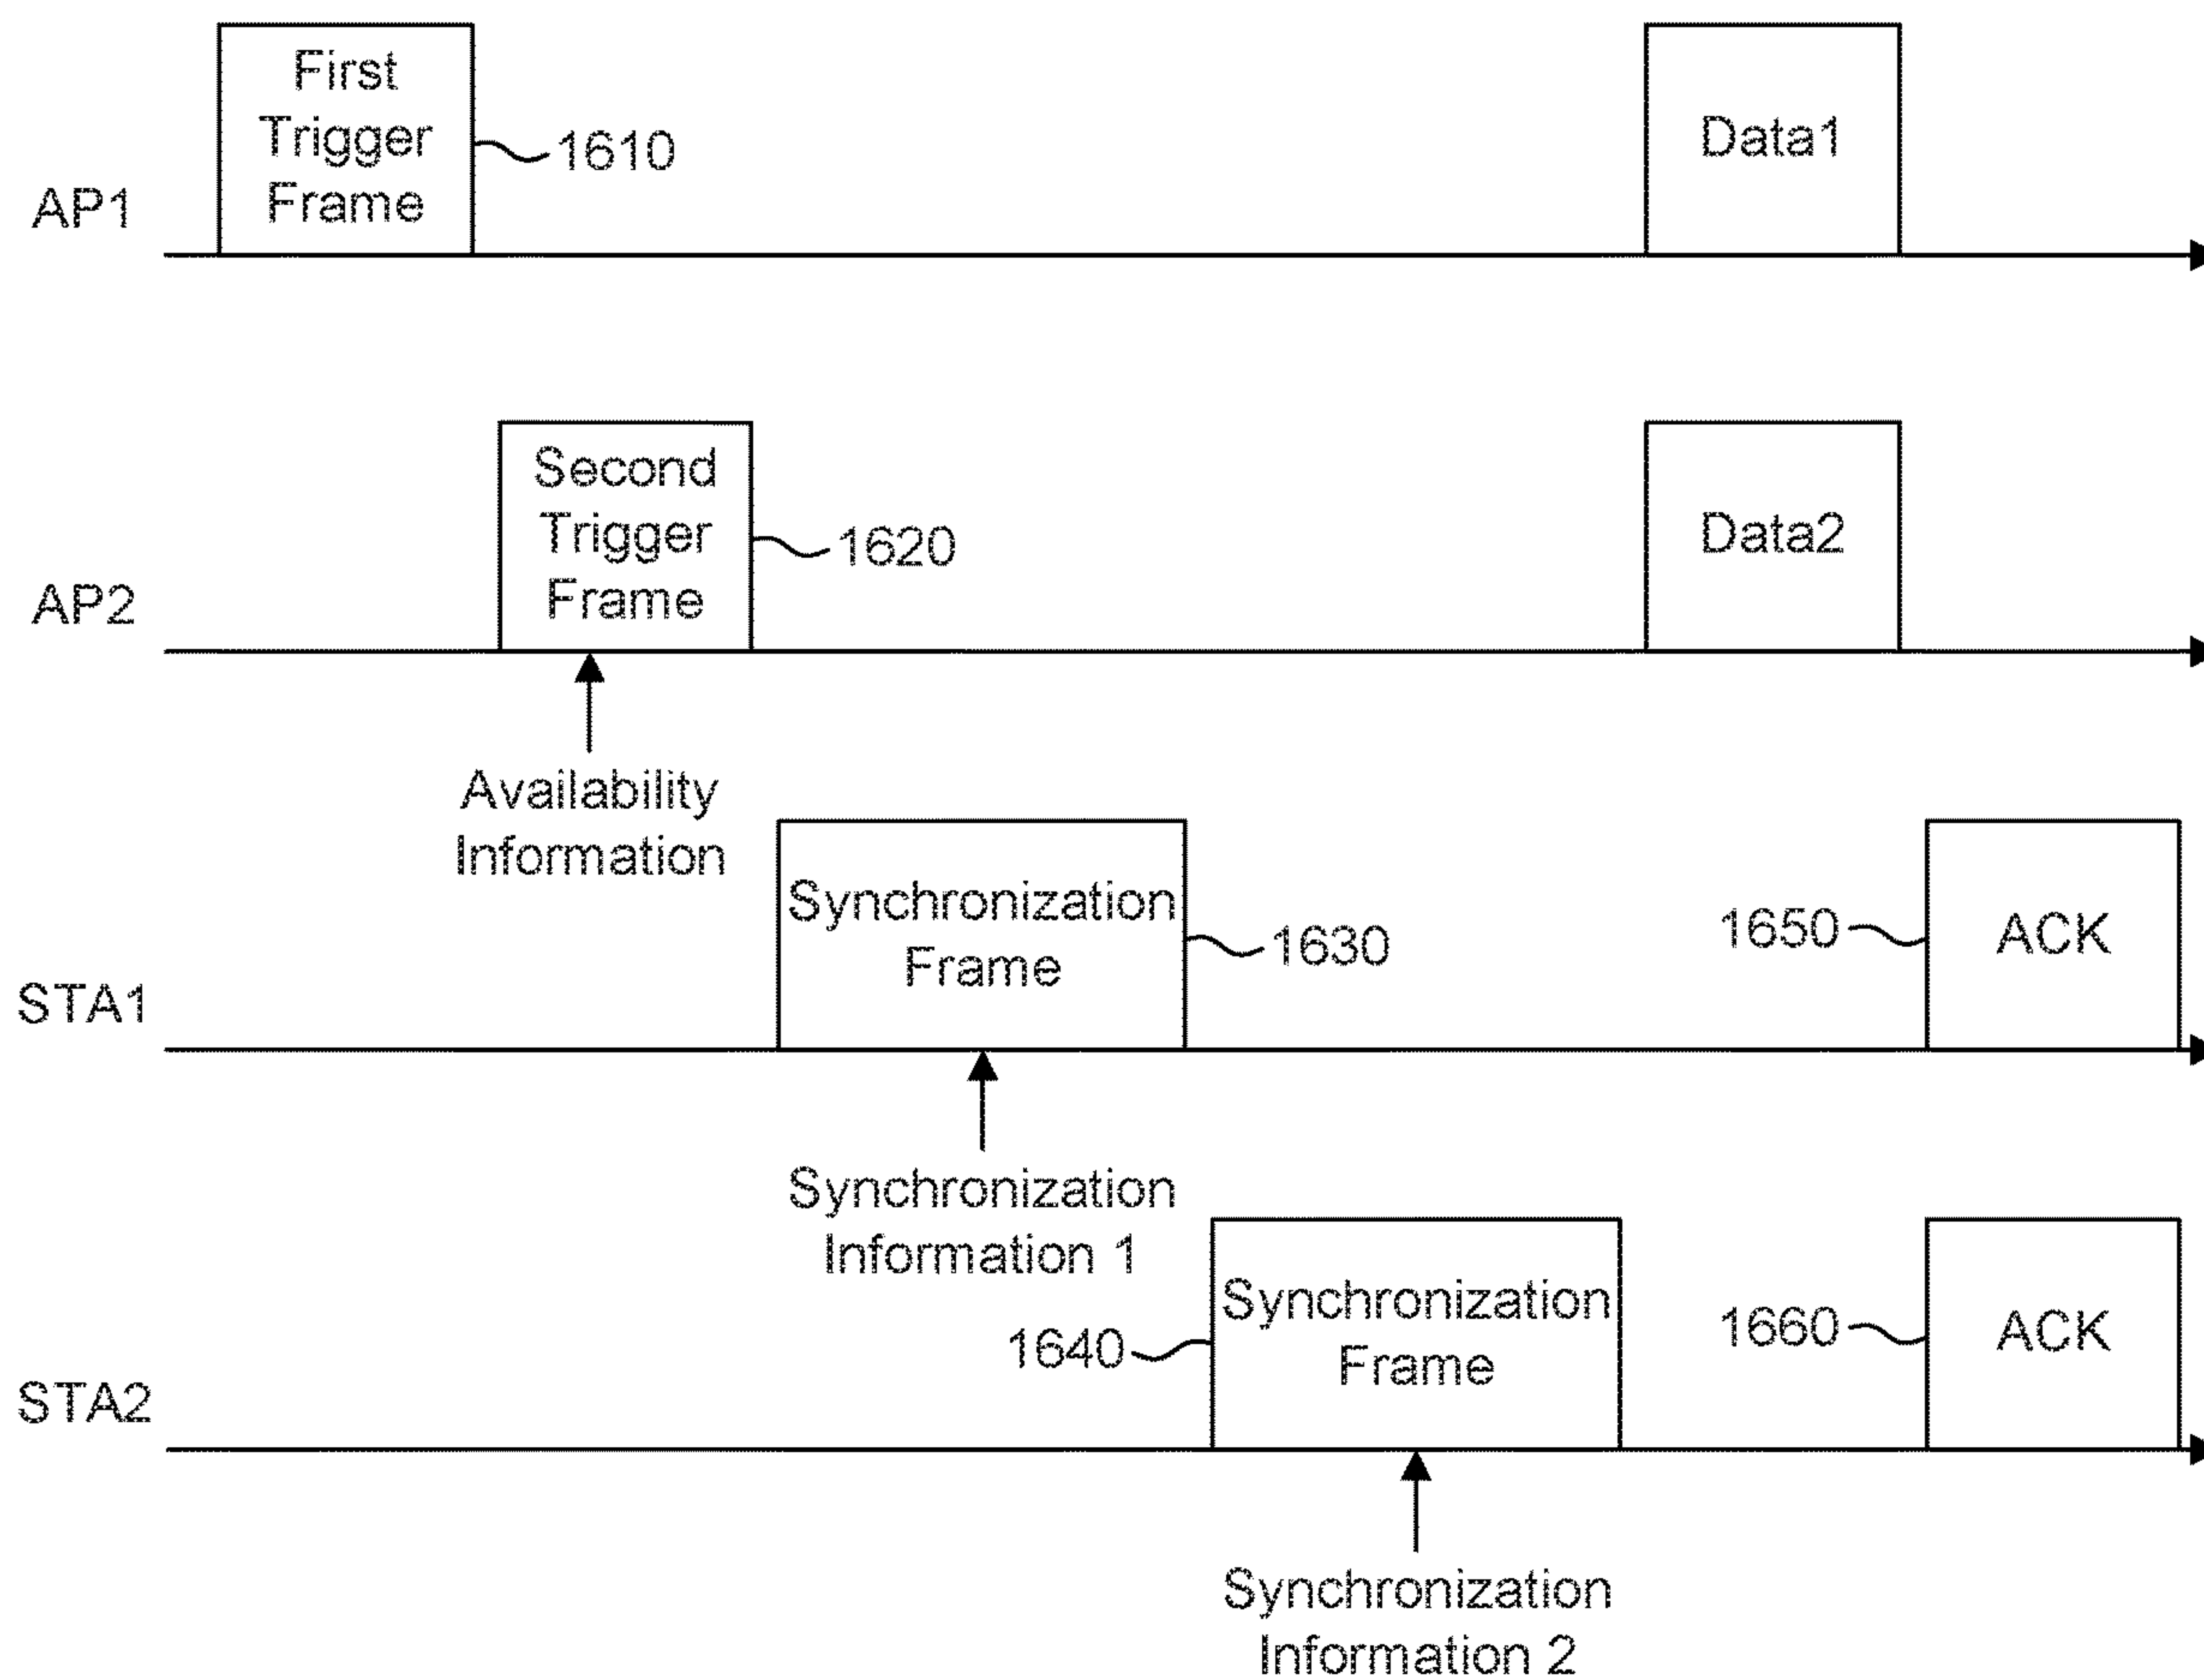 First
Trigger
Frame
1610
Data1
AP1
Second
Trigger
Frame
1620
Data2
AP2
Availability
Information
Synchronization
Frame
1630
1650
ACK
STA1
Synchronization
Information 1
Synchronization
Frame
1640
1660
ACK
STA2
Synchronization
Information 2